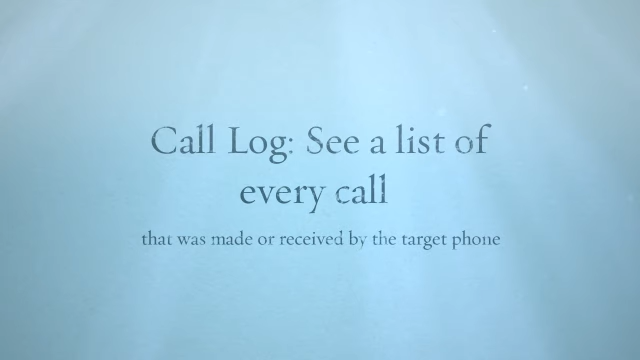 Call Log: See a list of
every call
that was made or received by the target phone